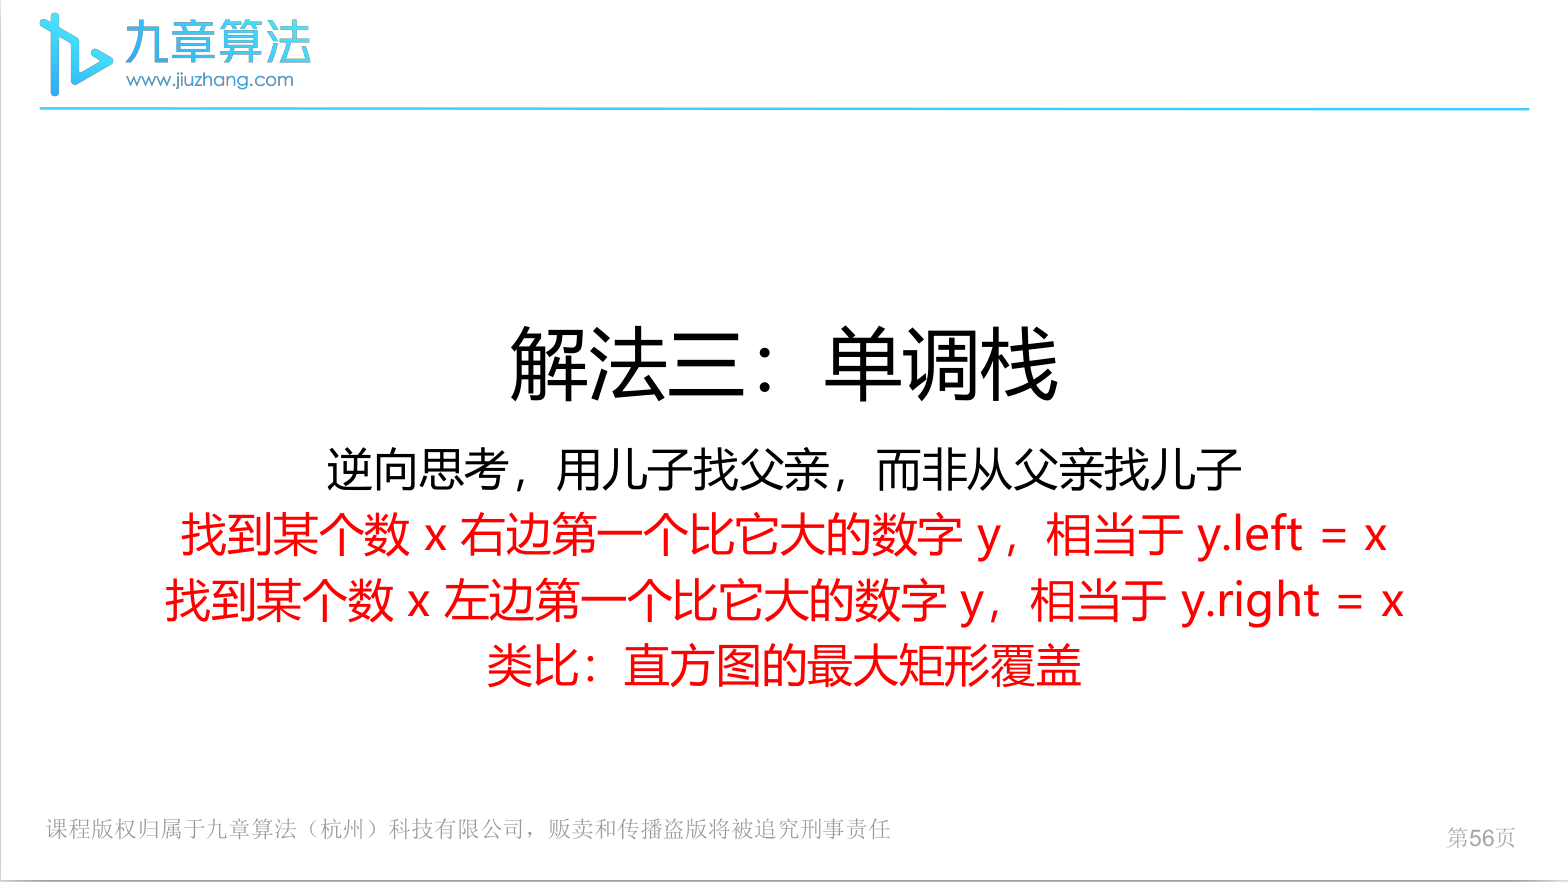 九章算法
www.jiuzhang.com
解法三：单调栈
逆向思考，用儿子找父亲，而非从父亲找儿子
找到某个数 x 右边第一个比它大的数字 y，相当于 y.left = x
找到某个数 x 左边第一个比它大的数字 y，相当于 y.right = x
类比：直方图的最大矩形覆盖
课程版权归属于九章算法（杭州）科技有限公司，贩卖和传播盗版将被追究刑事责任
第56页